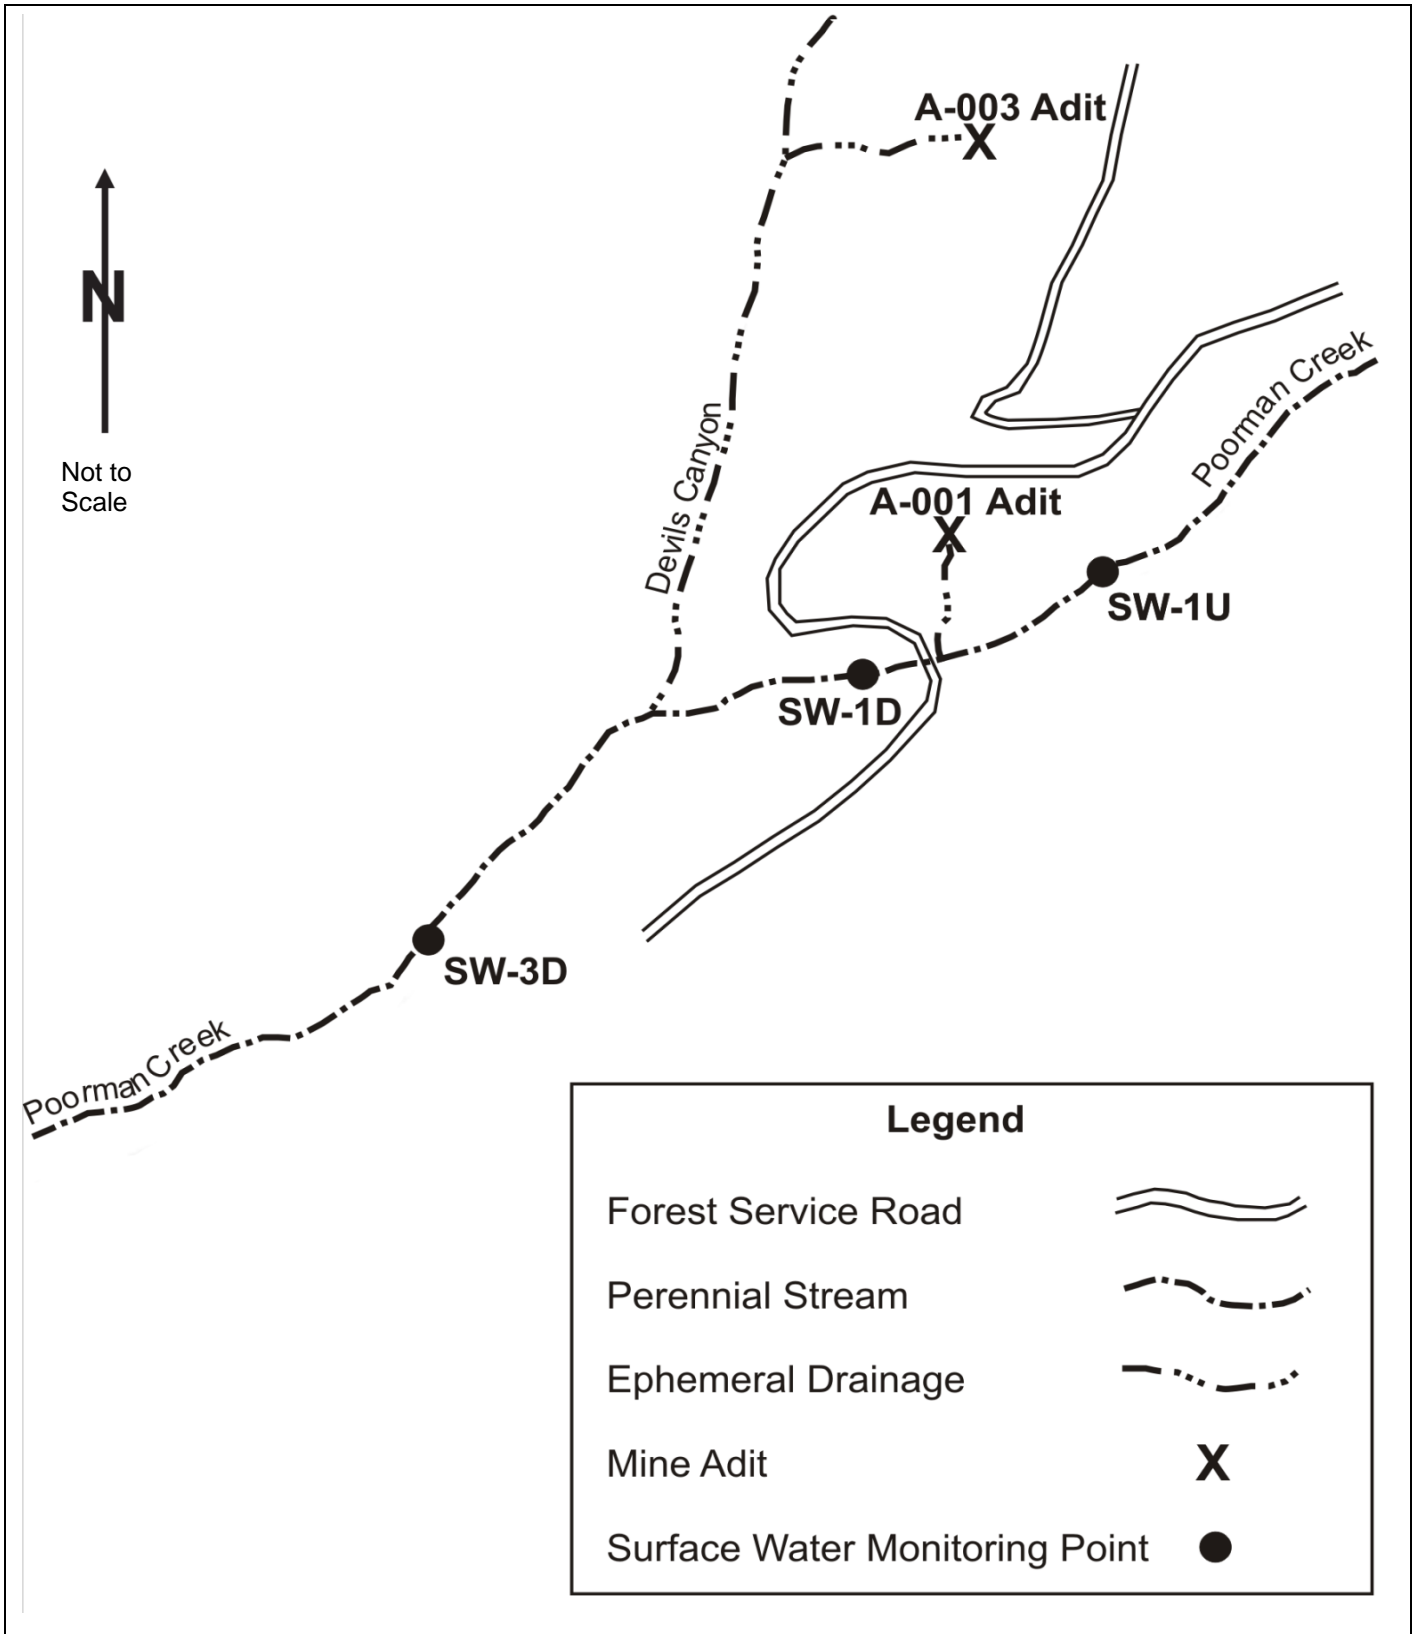 A-003 Adit
X
N
Not to
Scale
Poorman Creek
Devils Canyon
A-001 Adit
X
SW-1U
SW-1D
SW-3D
Poorman Creek
Legend
Forest Service Road
Perennial Stream
Ephemeral Drainage
Mine Adit X
Surface Water Monitoring Point